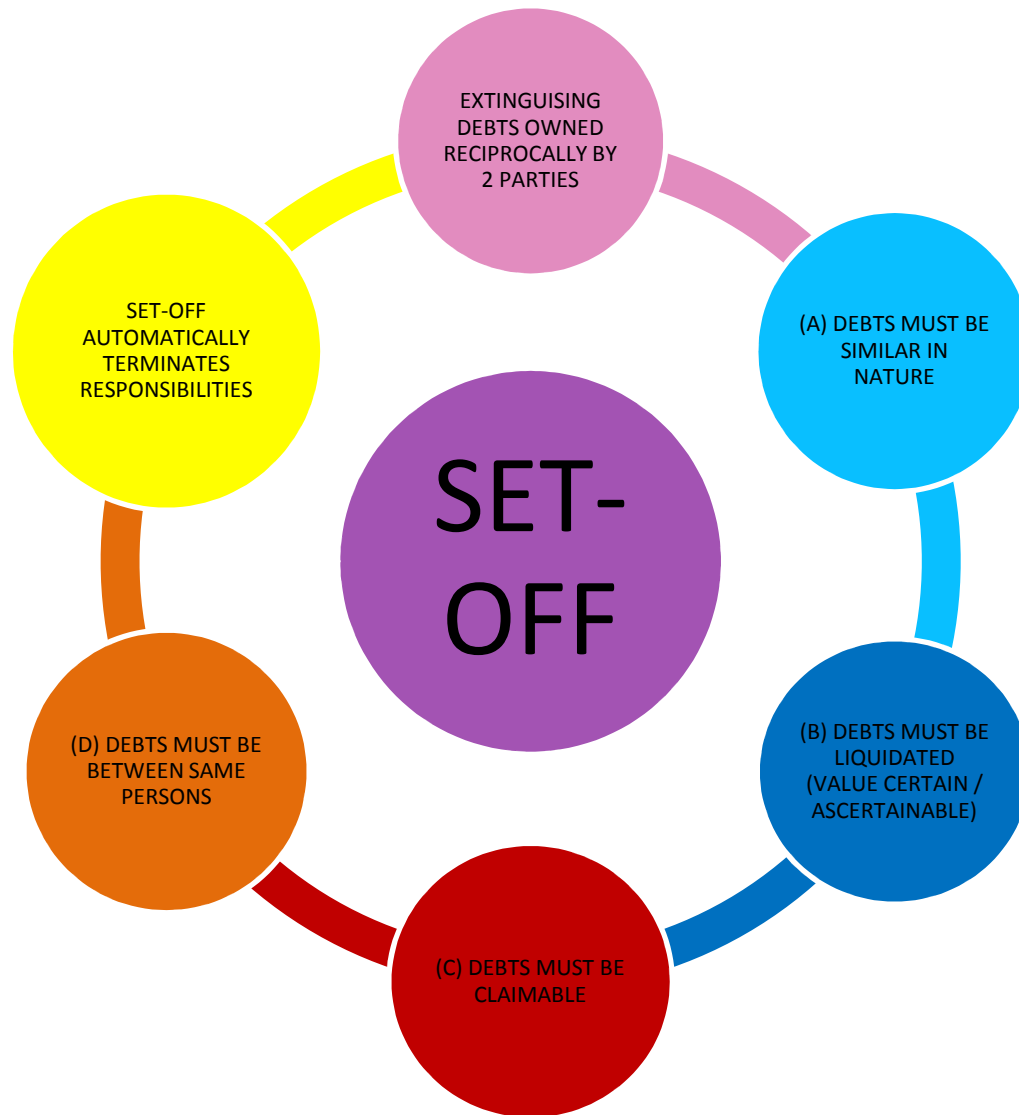 EXTINGUISING
DEBTS OWNED
RECIPROCALLY BY
2 PARTIES
(A) DEBTS MUST BE
SIMILAR IN
NATURE
(B) DEBTS MUST BE
LIQUIDATED
(VALUE CERTAIN /
ASCERTAINABLE)
(C) DEBTS MUST BE
CLAIMABLE
(D) DEBTS MUST BE
BETWEEN SAME
PERSONS
SET-OFF
AUTOMATICALLY
TERMINATES
RESPONSIBILITIES
SET-
OFF